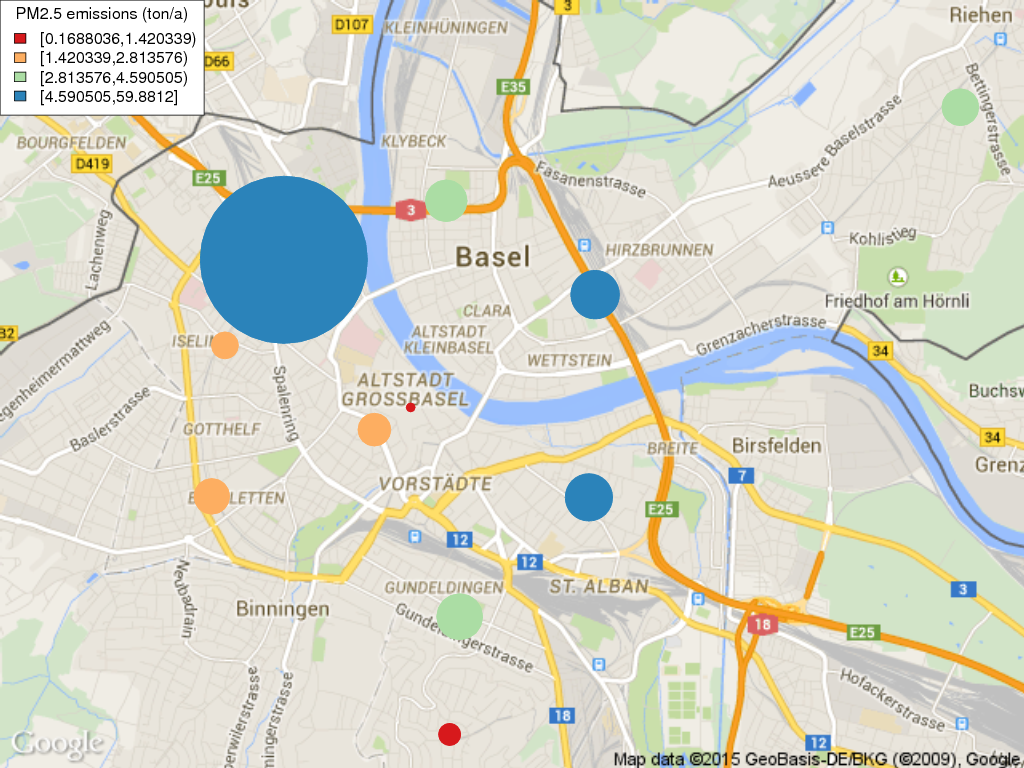 PM2.5 emissions (ton/a)
[0.1688036,1.420339)
[1.420339,2.813576)
[2.813576,4.590505)
[4.590505,59.8812]
D107
KLEINHÜNINGEN
3
Riehen
D66
E35
Bettingerstrasse
BOURGFELDEN
KLYBECK
D419
E25
Fasanenstrasse
Aeussere Baselstrasse
3
Lachenweg
Basel
HIRZBRUNNEN
Kohlistieg
Friedhof am Hörnli
CLARA
ALTSTADT
KLEINBASEL
Grenzacherstrasse
WETTSTEIN
34
Spalenring
ALTSTADT
GROSSBASEL
Baslerstrasse
GOTTHELF
BREITE
Birsfelden
34
7
VORSTÄDTE
E25
12
12
GUNDELDINGEN
ST. ALBAN
3
Neubadrain
Binningen
18
E25
Hofackerstrasse
18
12
Google
Map data ©2015 GeoBasis-DE/BKG (©2009), Google